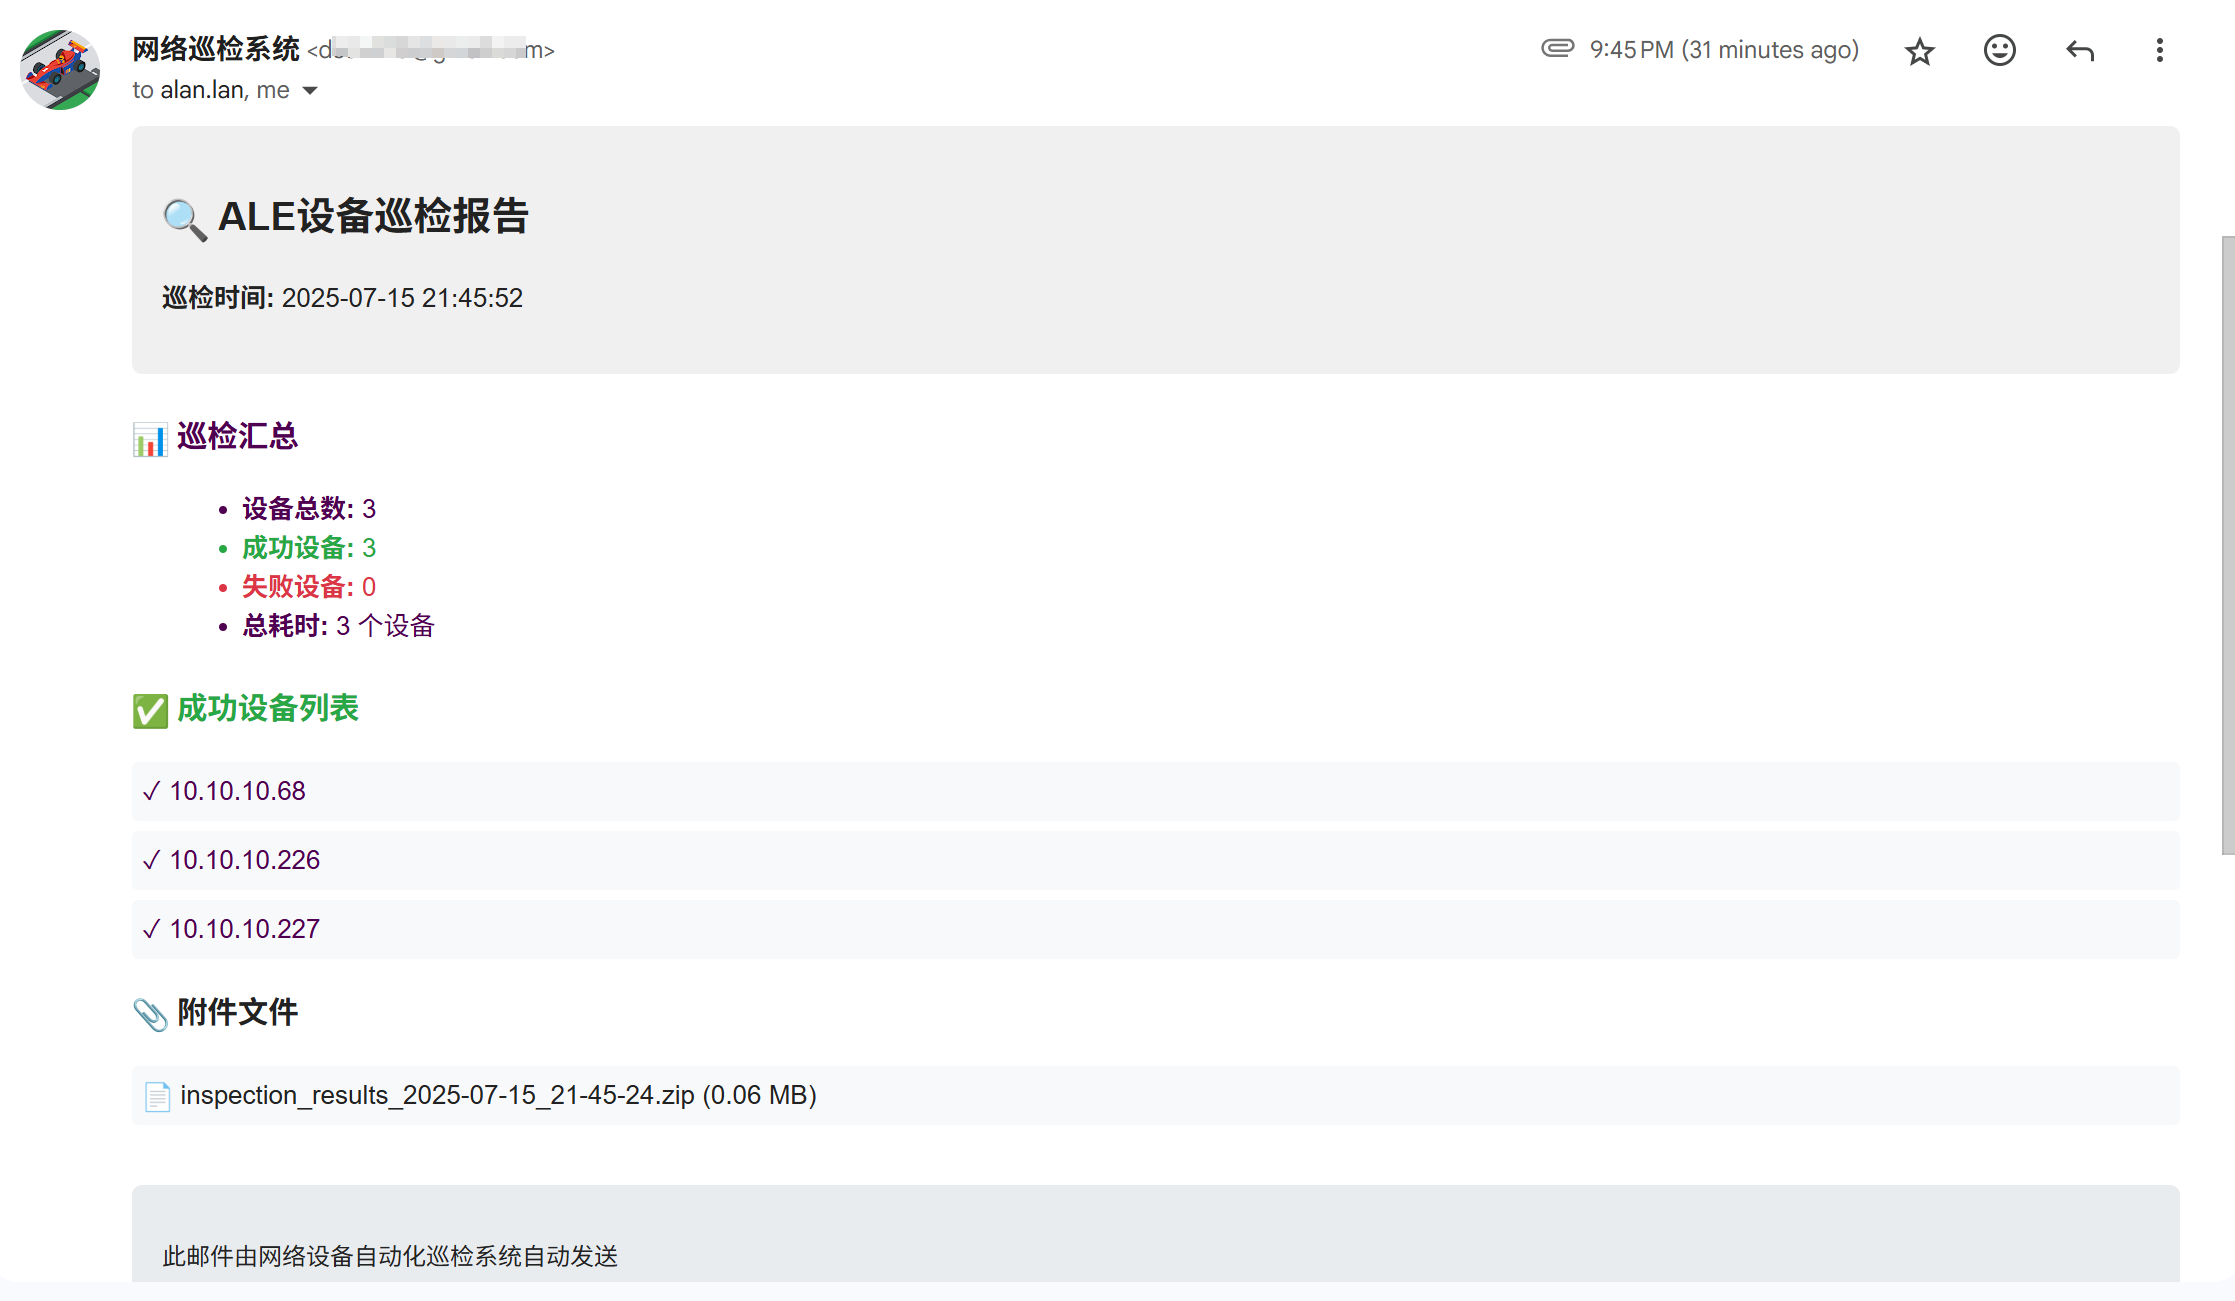 网络巡检系统
9:45 PM (31 minutes ago)
to alan.lan, me
ALE设备巡检报告
巡检时间: 2025-07-15 21:45:52
巡检汇总
设备总数: 3
成功设备: 3
失败设备: 0
总耗时: 3 个设备
成功设备列表
✓ 10.10.10.68
✓ 10.10.10.226
✓ 10.10.10.227
附件文件
inspection_results_2025-07-15_21-45-24.zip (0.06 MB)
此邮件由网络设备自动化巡检系统自动发送